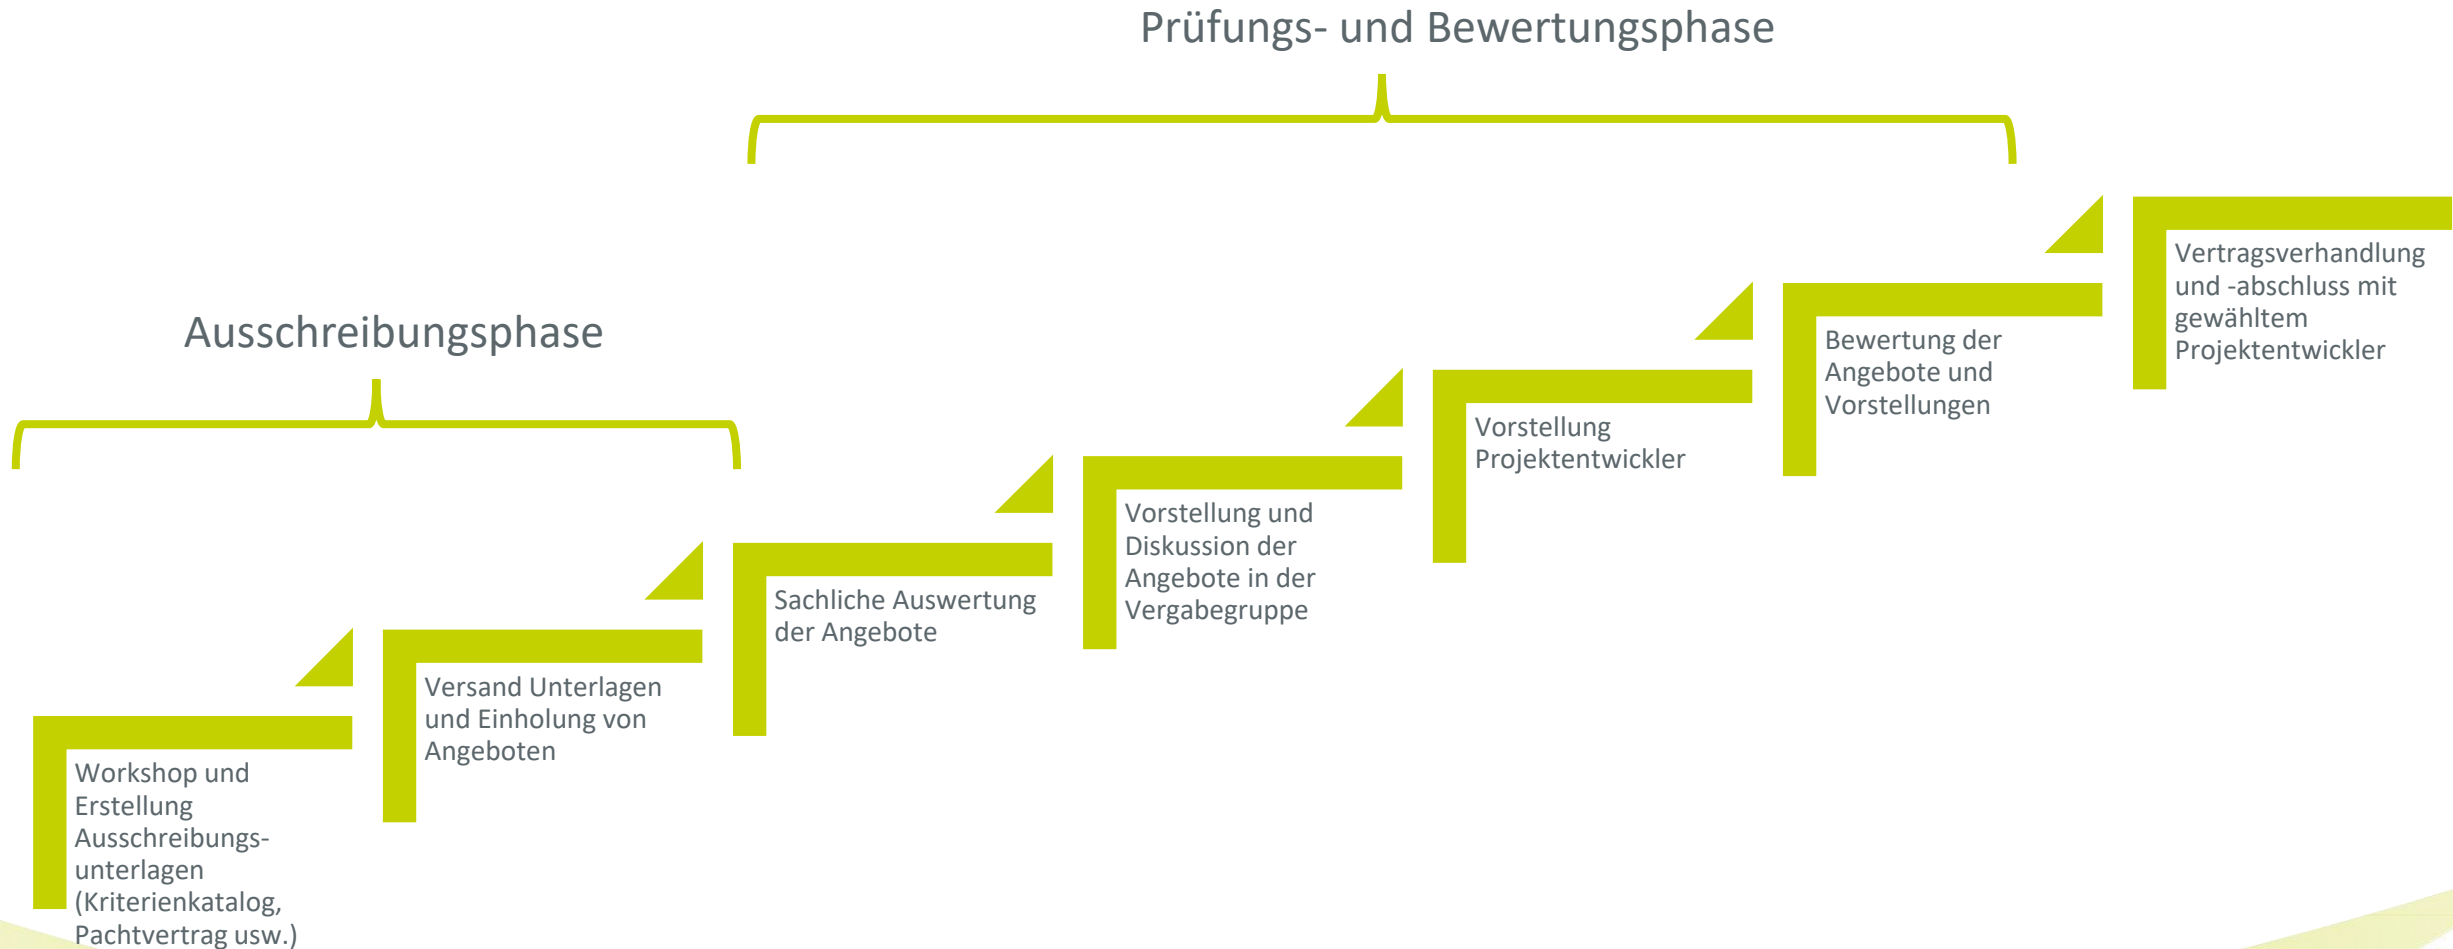 Prüfungs- und Bewertungsphase
Ausschreibungsphase
Workshop und
Erstellung
Ausschreibungs-
unterlagen
(Kriterienkatalog,
Pachtvertrag usw.)
Versand Unterlagen
und Einholung von
Angeboten
Sachliche Auswertung
der Angebote
Vorstellung und
Diskussion der
Angebote in der
Vergabegruppe
Vorstellung
Projektentwickler
Bewertung der
Angebote und
Vorstellungen
Vertragsverhandlung
und -abschluss mit
gewähltem
Projektentwickler